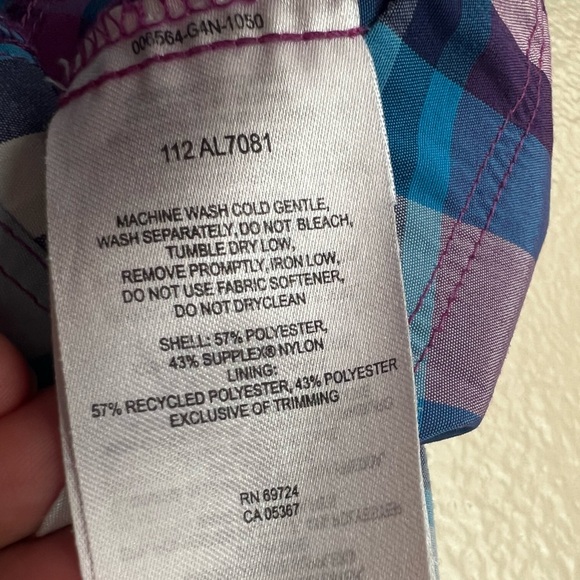 006564-G4N-1050
112 AL7081
MACHINE WASH COLD GENTLE,
WASH SEPARATELY, DO NOT BLEACH,
TUMBLE DRY LOW,
REMOVE PROMPTLY, IRON LOW,
DO NOT USE FABRIC SOFTENER,
DO NOT DRYCLEAN
SHELL: 57% POLYESTER,
43% SUPPLEX® NYLON
LINING:
57% RECYCLED POLYESTER, 43% POLYESTER
EXCLUSIVE OF TRIMMING
RN 69724
CA 05367